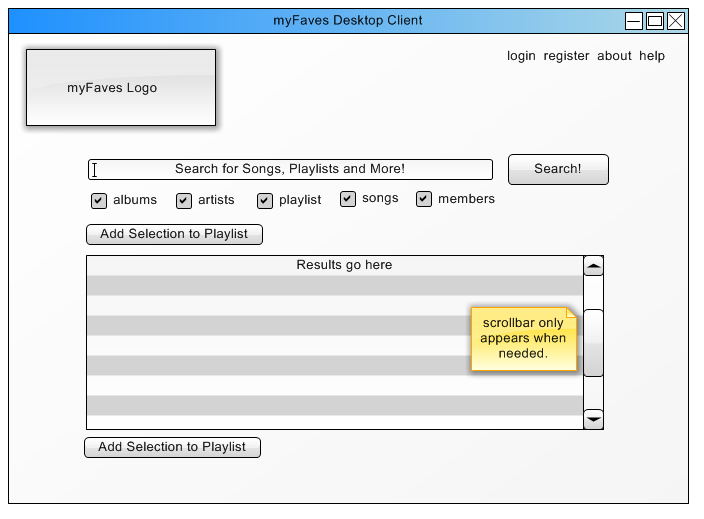 myFaves Desktop Client
login register about help
myFaves Logo
Search for Songs, Playlists and More!
Search!
albums artists playlist songs members
Add Selection to Playlist
Results go here
scrollbar only
appears when
needed.
Add Selection to Playlist